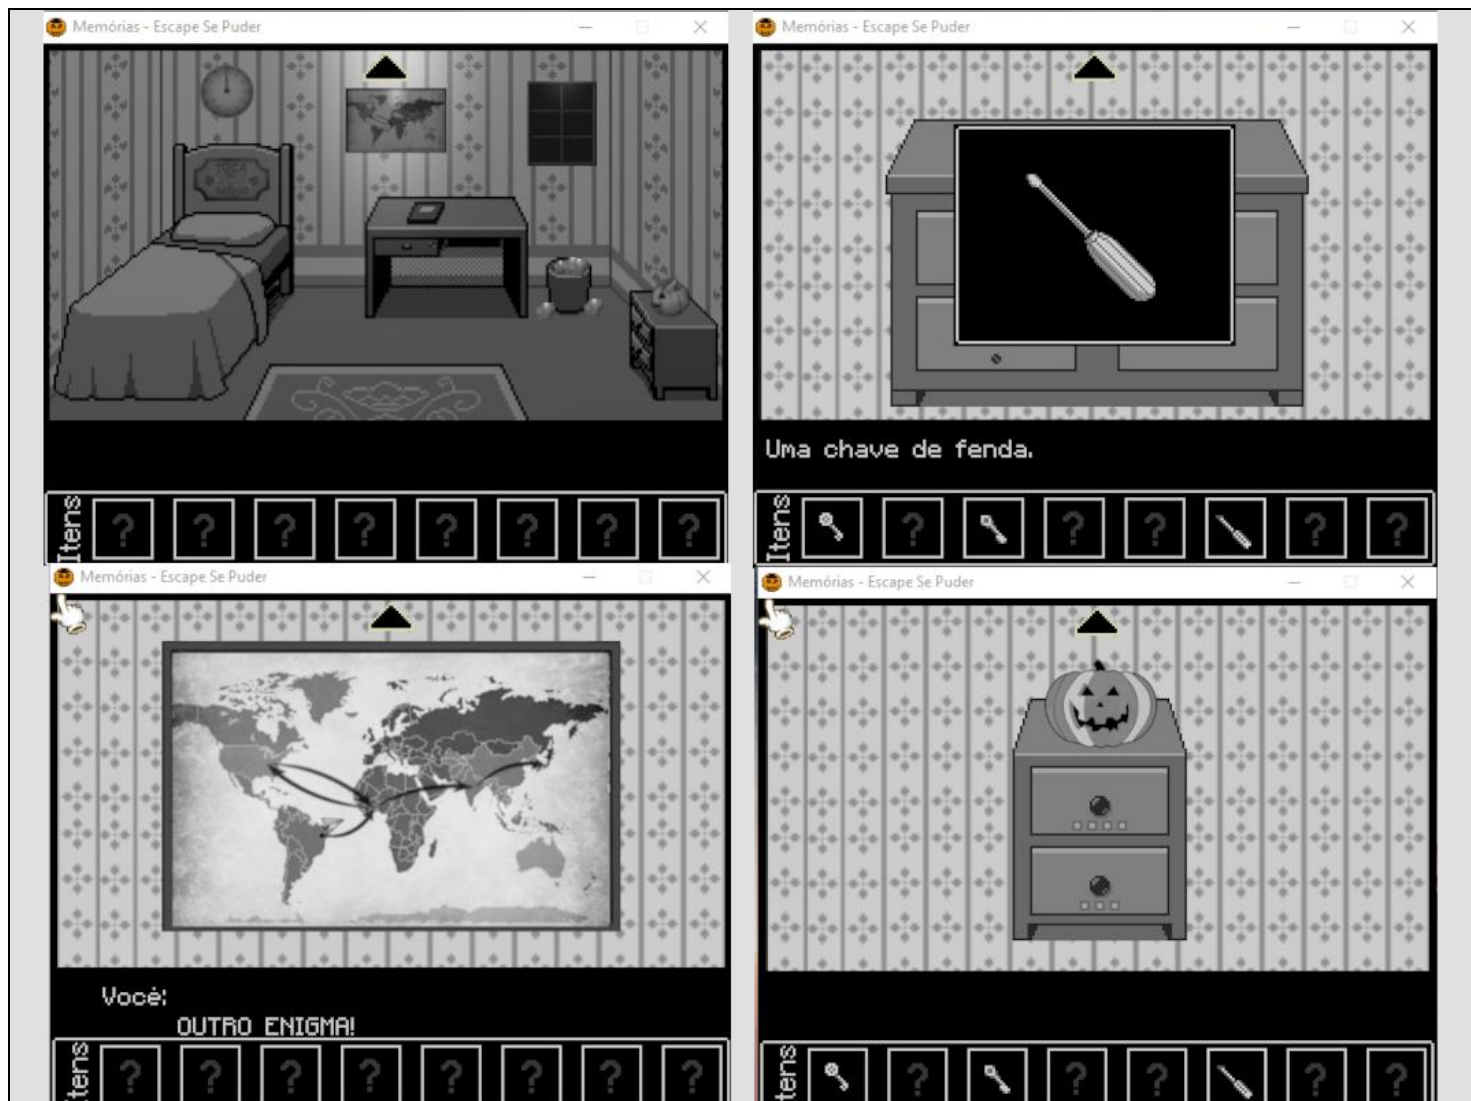 Memórias - Escape Se Puder
TOCA
Itens ? ? ? ? ? ? ? ?
Memórias - Escape Se Puder
Uma chave de fenda.
Itens ? ? ? ? ?
Memórias - Escape Se Puder
Você:
OUTRO ENIGMA!
Itens ? ? ? ? ? ? ? ?
Memórias - Escape Se Puder
Itens ? ? ? ? ?